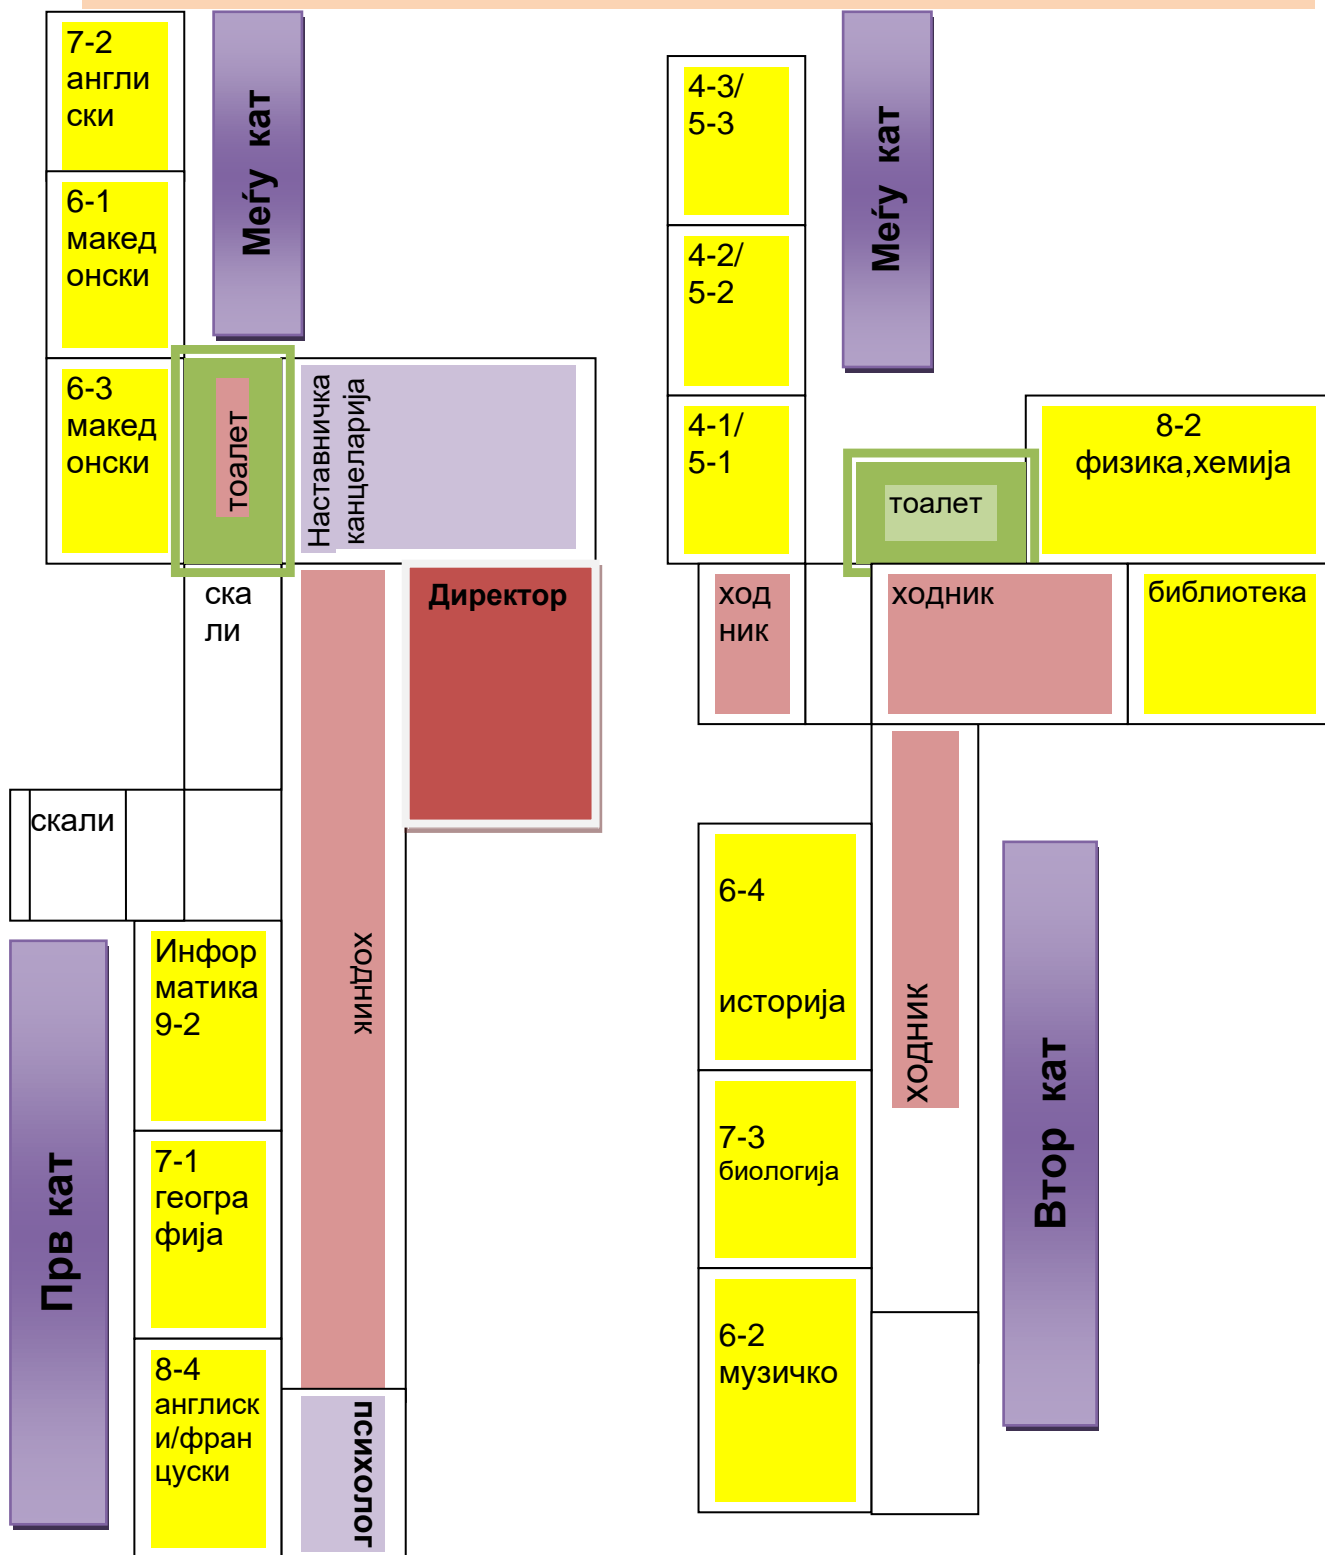 7-2
англи
ски
6-1
макед
онски
6-3
макед
онски
Меѓу кат
тоалет
Наставничка
канцеларија
ска
ли
Директор
скали
ходник
Прв кат
Инфор
матика
9-2
7-1
геогра
фија
8-4
англиск
и/фран
цуски
психолог
4-3/
5-3
4-2/
5-2
4-1/
5-1
Меѓу кат
8-2
физика,хемија
тоалет
ход
ник
ходник
библиотека
6-4
историја
7-3
биологија
6-2
музичко
ходник
Втор кат